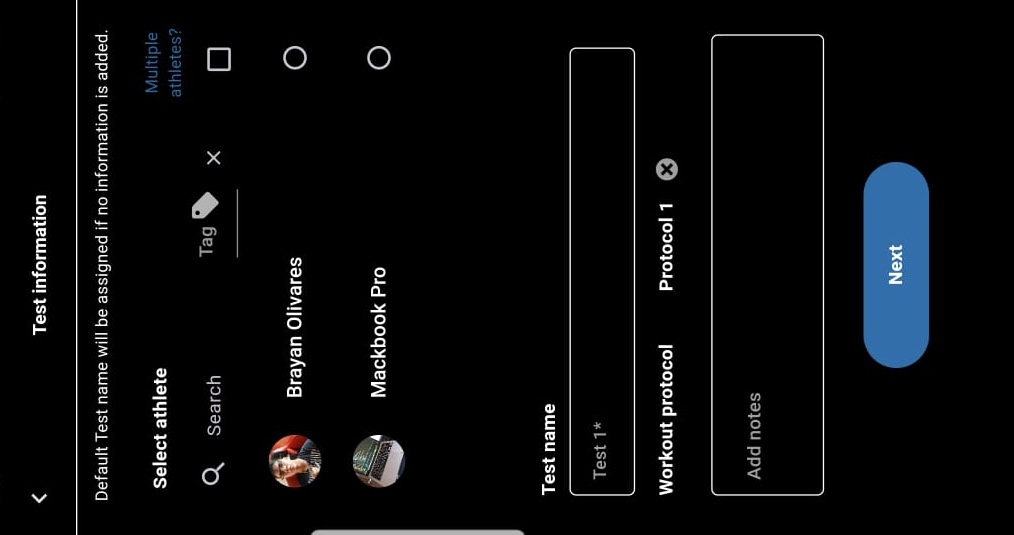 Test information
Default Test name will be assigned if no information is added.
Select athlete
Multiple
athletes?
Search
Tag
Brayan Olivares
Mackbook Pro
Test name
Test 1*
Workout protocol Protocol 1
Add notes
Next